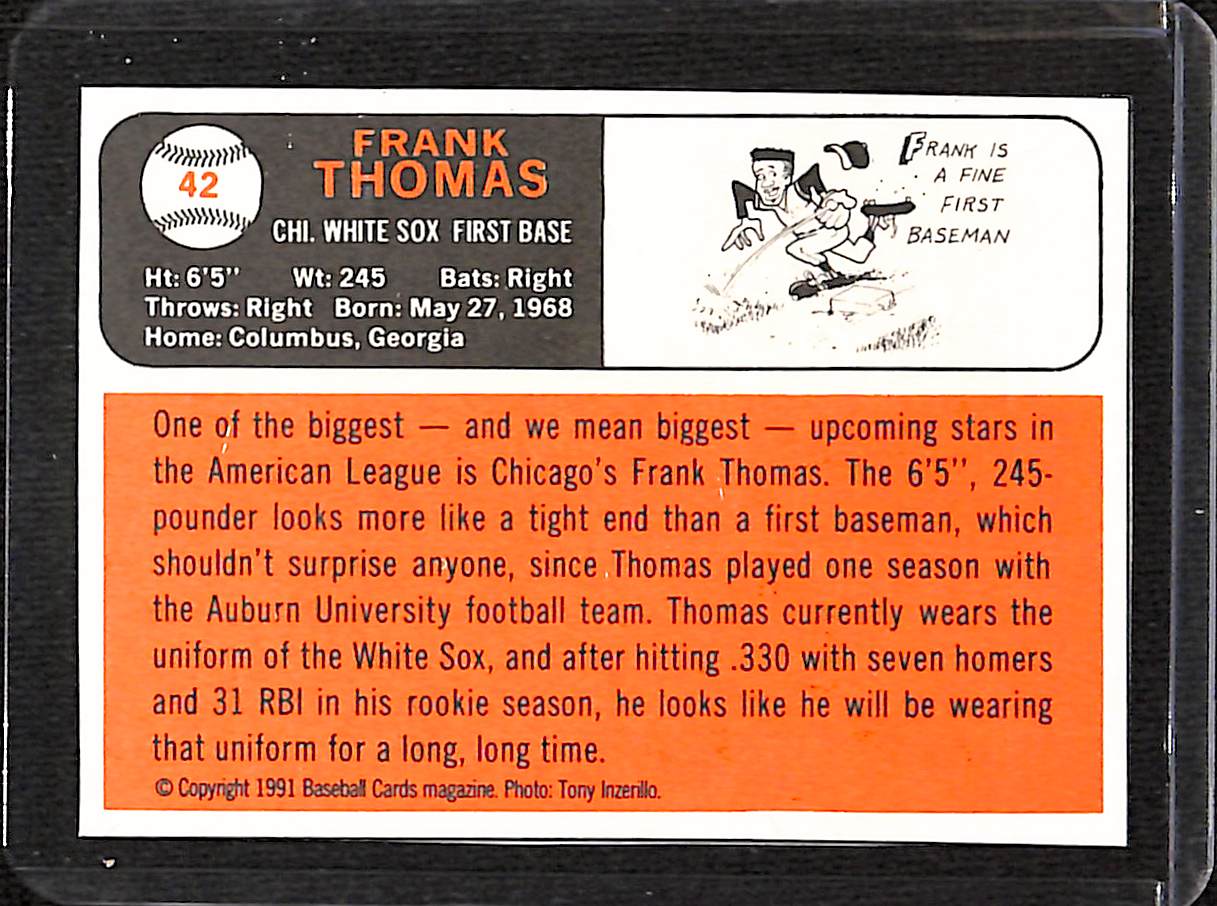 42
FRANK
THOMAS
CHI. WHITE SOX FIRST BASE
Ht: 6'5" Wt: 245 Bats: Right
Throws: Right Born: May 27, 1968
Home: Columbus, Georgia
FRANK IS
A FINE
FIRST
BASEMAN
One of the biggest — and we mean biggest — upcoming stars in
the American League is Chicago's Frank Thomas. The 6'5", 245-
pounder looks more like a tight end than a first baseman, which
shouldn't surprise anyone, since Thomas played one season with
the Auburn University football team. Thomas currently wears the
uniform of the White Sox, and after hitting .330 with seven homers
and 31 RBI in his rookie season, he looks like he will be wearing
that uniform for a long, long time.
© Copyright 1991 Baseball Cards magazine. Photo: Tony Inzerillo.